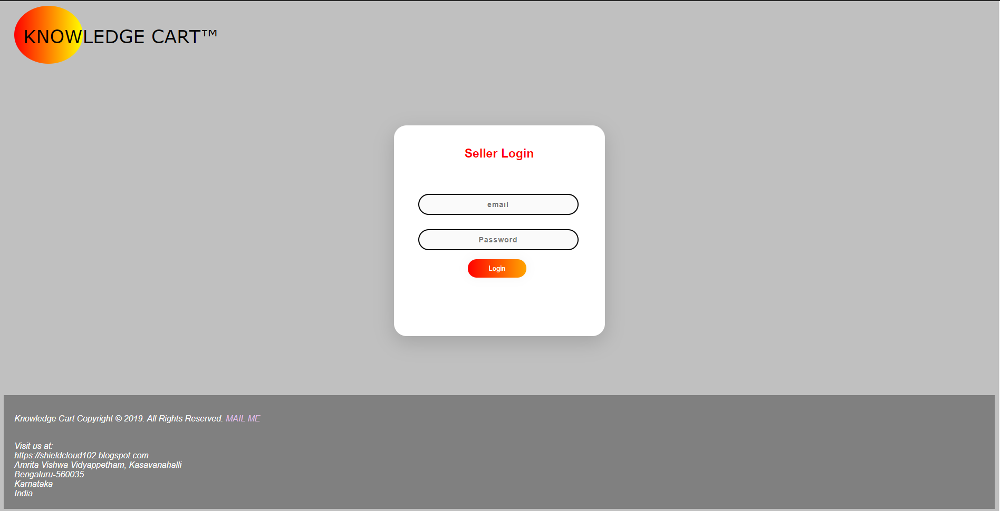 KNOWLEDGE CART™
Seller Login
email
Password
Login
Knowledge Cart Copyright © 2019. All Rights Reserved. MAIL ME
Visit us at:
https://shieldcloud102.blogspot.com
Amrita Vishwa Vidyappetham, Kasavanahalli
Bengaluru-560035
Karnataka
India